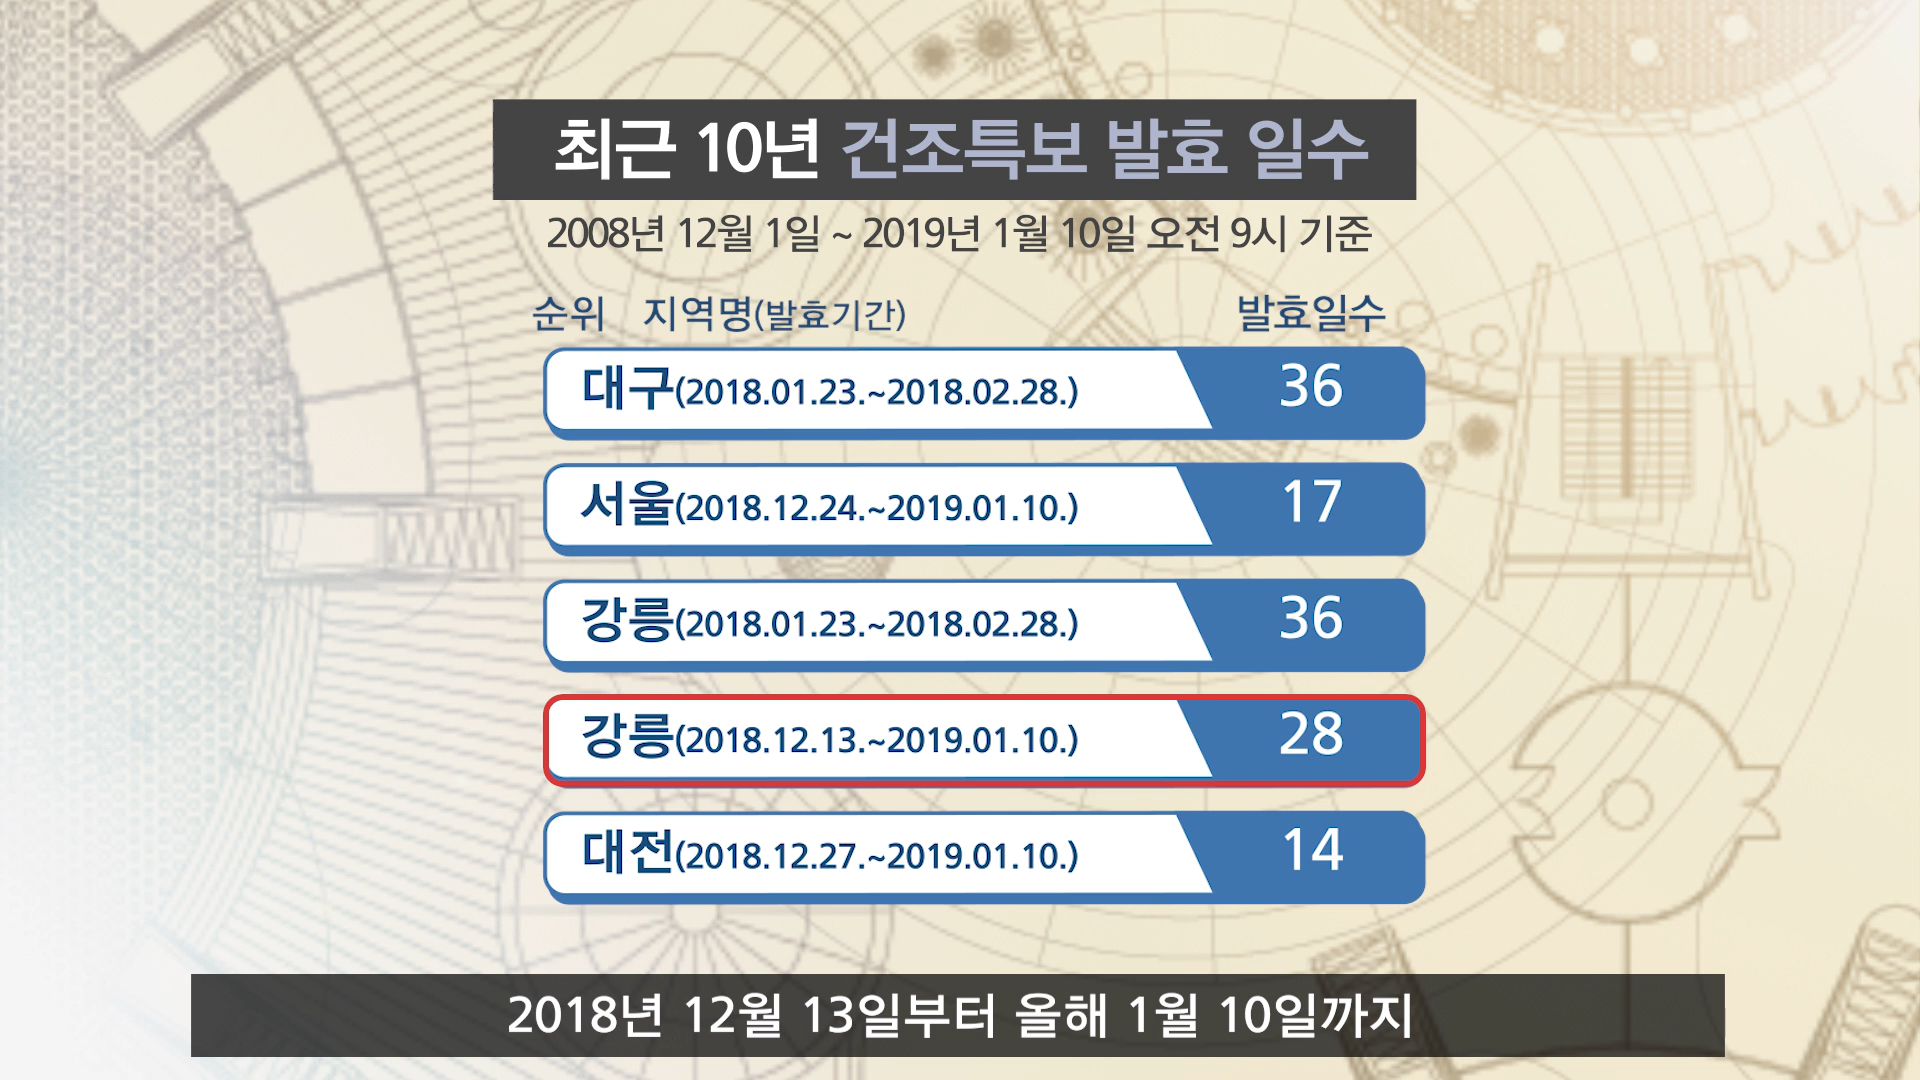 최근 10년 건조특보 발효 일수
2008년 12월 1일 ~ 2019년 1월 10일 오전 9시 기준
순위 지역명(발효기간) 발효일수
대구(2018.01.23.~2018.02.28.) 36
서울(2018.12.24.~2019.01.10.) 17
강릉(2018.01.23.~2018.02.28.) 36
강릉(2018.12.13.~2019.01.10.) 28
대전(2018.12.27.~2019.01.10.) 14
2018년 12월 13일부터 올해 1월 10일까지